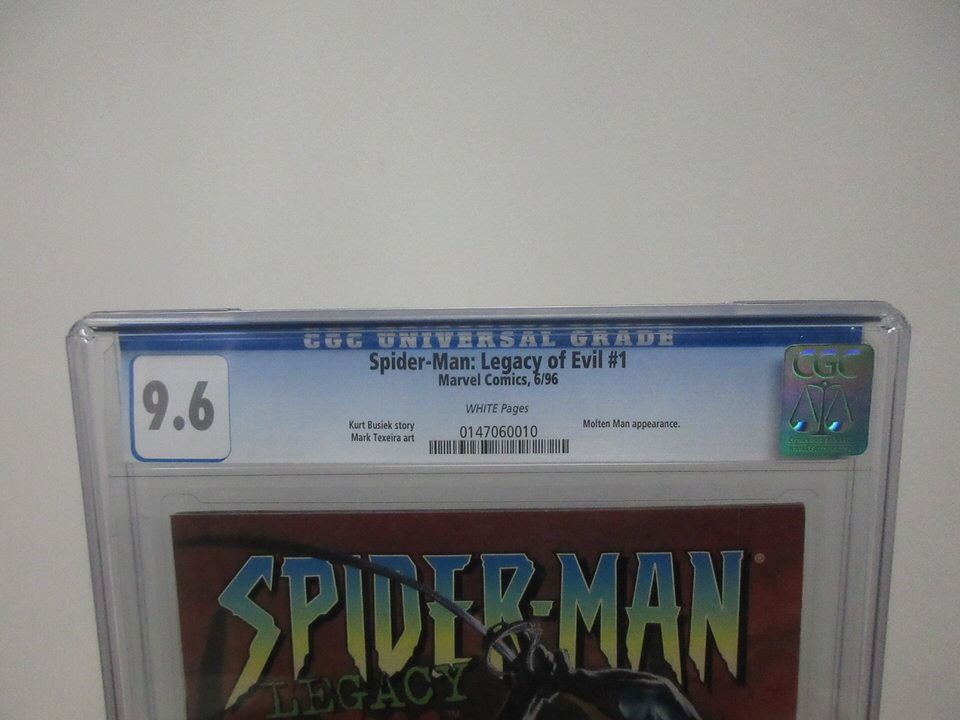 CGC UNIVERSAL GRADE
9.6
Spider-Man: Legacy of Evil #1
Marvel Comics, 6/96
WHITE Pages
Kurt Busiek story
Mark Texeira art
0147060010
Molten Man appearance.
CGC
SPIDER-MAN®
LEGACY